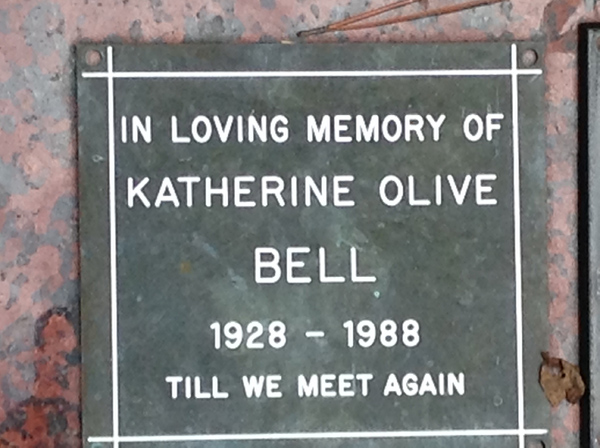 IN LOVING MEMORY OF
KATHERINE OLIVE
BELL
1928 - 1988
TILL WE MEET AGAIN